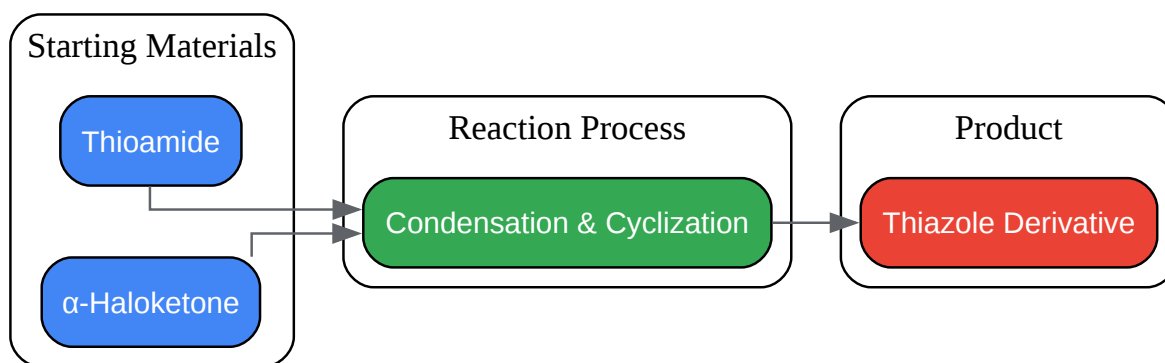 Starting Materials
Thioamide
α-Haloketone
Reaction Process
Condensation & Cyclization
Product
Thiazole Derivative